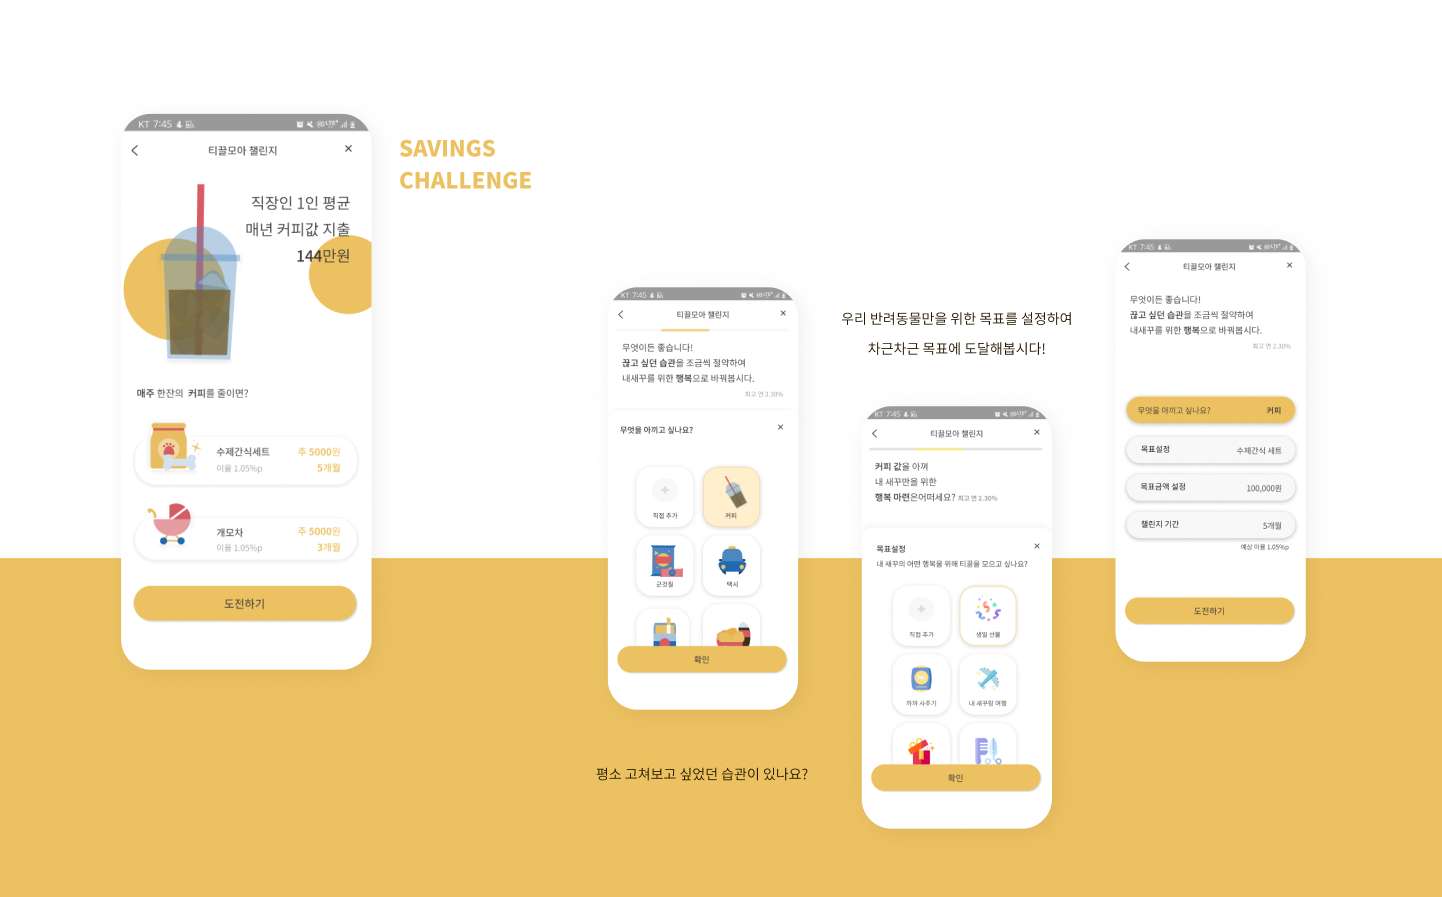 KT 7:45
티끌모아 챌린지
직장인 1인 평균
매년 커피값 지출
144만원
매주 한잔의 커피를 줄이면?
수제간식세트
주 5000원
이율 1.05%p
5개월
개모차
주 5000원
이율 1.05%p
3개월
도전하기
SAVINGS
CHALLENGE
KT 7:45
티끌모아 챌린지
무엇이든 좋습니다!
끊고 싶던 습관을 조금씩 절약하여
내새꾸를 위한 행복으로 바꿔봅시다.
최고 연 2.30%
무엇을 아끼고 싶나요?
직접 추가
커피
군것질
택시
확인
평소 고쳐보고 싶었던 습관이 있나요?
우리 반려동물만을 위한 목표를 설정하여
차근차근 목표에 도달해봅시다!
KT 7:45
티끌모아 챌린지
커피 값을 아껴
내 새꾸만을 위한
행복 마련은어떠세요? 최고 연 2.30%
목표설정
내 새꾸의 어떤 행복을 위해 티끌을 모으고 싶나요?
직접 추가
생일 선물
까까 사주기
내 새꾸랑 여행
확인
KT 7:45
티끌모아 챌린지
무엇이든 좋습니다!
끊고 싶던 습관을 조금씩 절약하여
내새꾸를 위한 행복으로 바꿔봅시다.
최고 연 2.30%
무엇을 아끼고 싶나요?
커피
목표설정
수제간식 세트
목표금액 설정
100,000원
챌린지 기간
5개월
예상 이율 1.05%p
도전하기